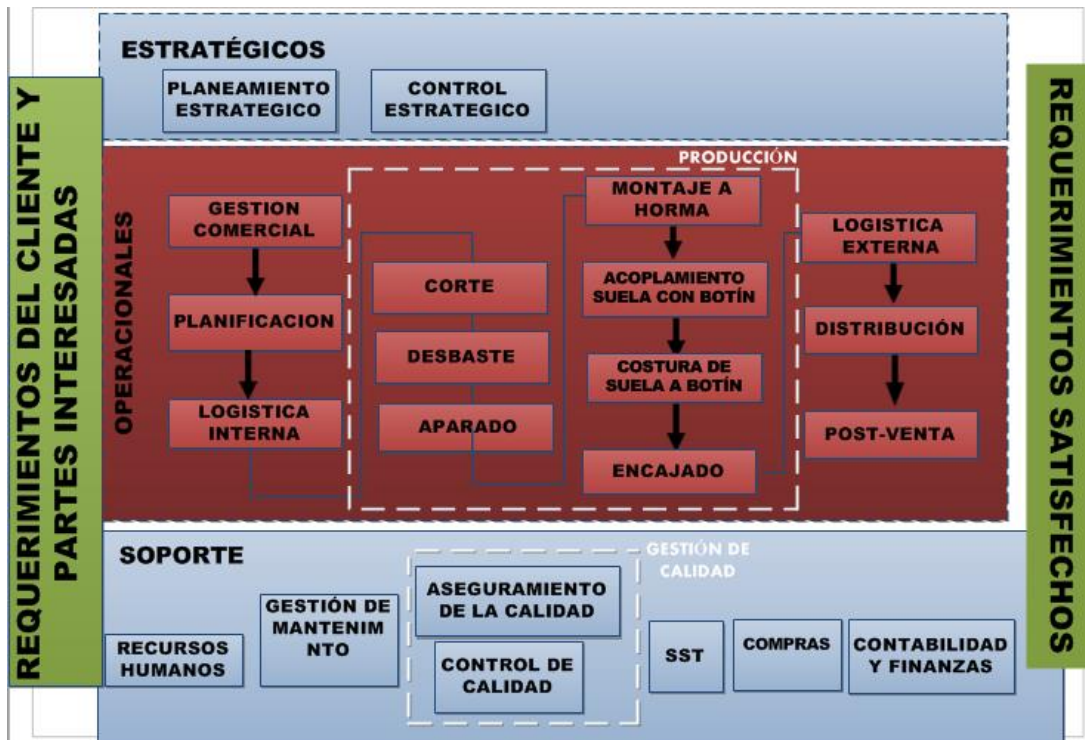 REQUERIMIENTOS DEL CLIENTE Y
PARTES INTERESADAS
ESTRATÉGICOS
PLANEAMIENTO
ESTRATEGICO
CONTROL
ESTRATEGICO
OPERACIONALES
GESTION
COMERCIAL
PLANIFICACION
LOGISTICA
INTERNA
PRODUCCIÓN
CORTE
DESBASTE
APARADO
MONTAJE A
HORMA
ACOPLAMIENTO
SUELA CON BOTÍN
COSTURA DE
SUELA A BOTÍN
ENCAJADO
LOGISTICA
EXTERNA
DISTRIBUCIÓN
POST-VENTA
SOPORTE
RECURSOS
HUMANOS
GESTIÓN DE
MANTENIM
NTO
GESTIÓN DE
CALIDAD
ASEGURAMIENTO
DE LA CALIDAD
CONTROL DE
CALIDAD
SST
COMPRAS
CONTABILIDAD
Y FINANZAS
REQUERIMIENTOS SATISFECHOS